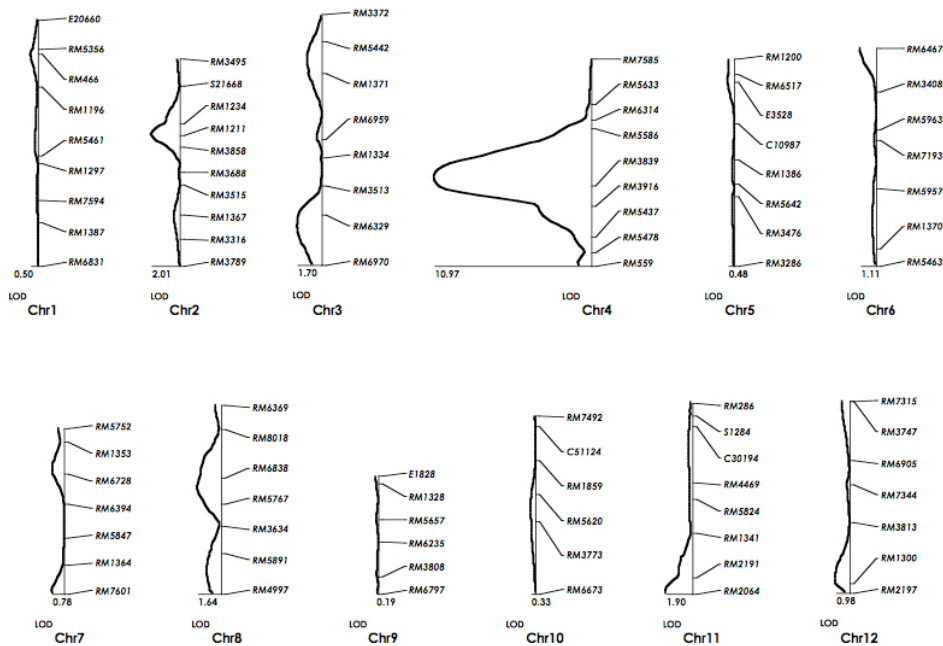 E20660
RM5356
RM466
RM1196
RM5461
RM1297
RM7594
RM1387
RM6831
0.50
LOD
Chr1
RM3495
S21668
RM1234
RM1211
RM3858
RM3688
RM3515
RM1367
RM3316
RM3789
2.01
LOD
Chr2
RM3372
RM5442
RM1371
RM6959
RM1334
RM3513
RM6329
RM6970
1.70
LOD
Chr3
RM7585
RM5633
RM6314
RM5586
RM3839
RM3916
RM5437
RM5478
RM559
10.97
LOD
Chr4
RM1200
RM6517
E3528
C10987
RM1386
RM5642
RM3476
RM3286
0.48
LOD
Chr5
RM6467
RM3408
RM5963
RM7193
RM5957
RM1370
RM5463
1.11
LOD
Chr6
RM5752
RM1353
RM6728
RM6394
RM5847
RM1364
RM7601
0.78
LOD
Chr7
RM6369
RM8018
RM6838
RM5767
RM3634
RM5891
RM4997
1.64
LOD
Chr8
E1828
RM1328
RM5657
RM6235
RM3808
RM6797
0.19
LOD
Chr9
RM7492
C51124
RM1859
RM5620
RM3773
RM6673
0.33
LOD
Chr10
RM286
S1284
C30194
RM4469
RM5824
RM1341
RM2191
RM2064
1.90
LOD
Chr11
RM7315
RM3747
RM6905
RM7344
RM3813
RM1300
RM2197
0.98
LOD
Chr12